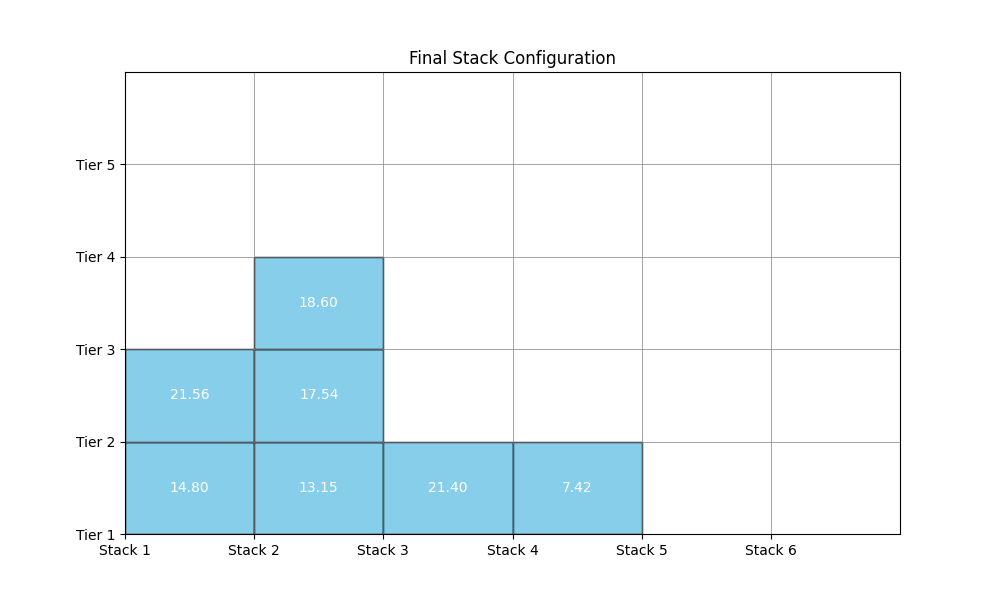 Final Stack Configuration
Tier 5
Tier 4
18.60
Tier 3
21.56 17.54
Tier 2
14.80 13.15 21.40 7.42
Tier 1
Stack 1 Stack 2 Stack 3 Stack 4 Stack 5 Stack 6